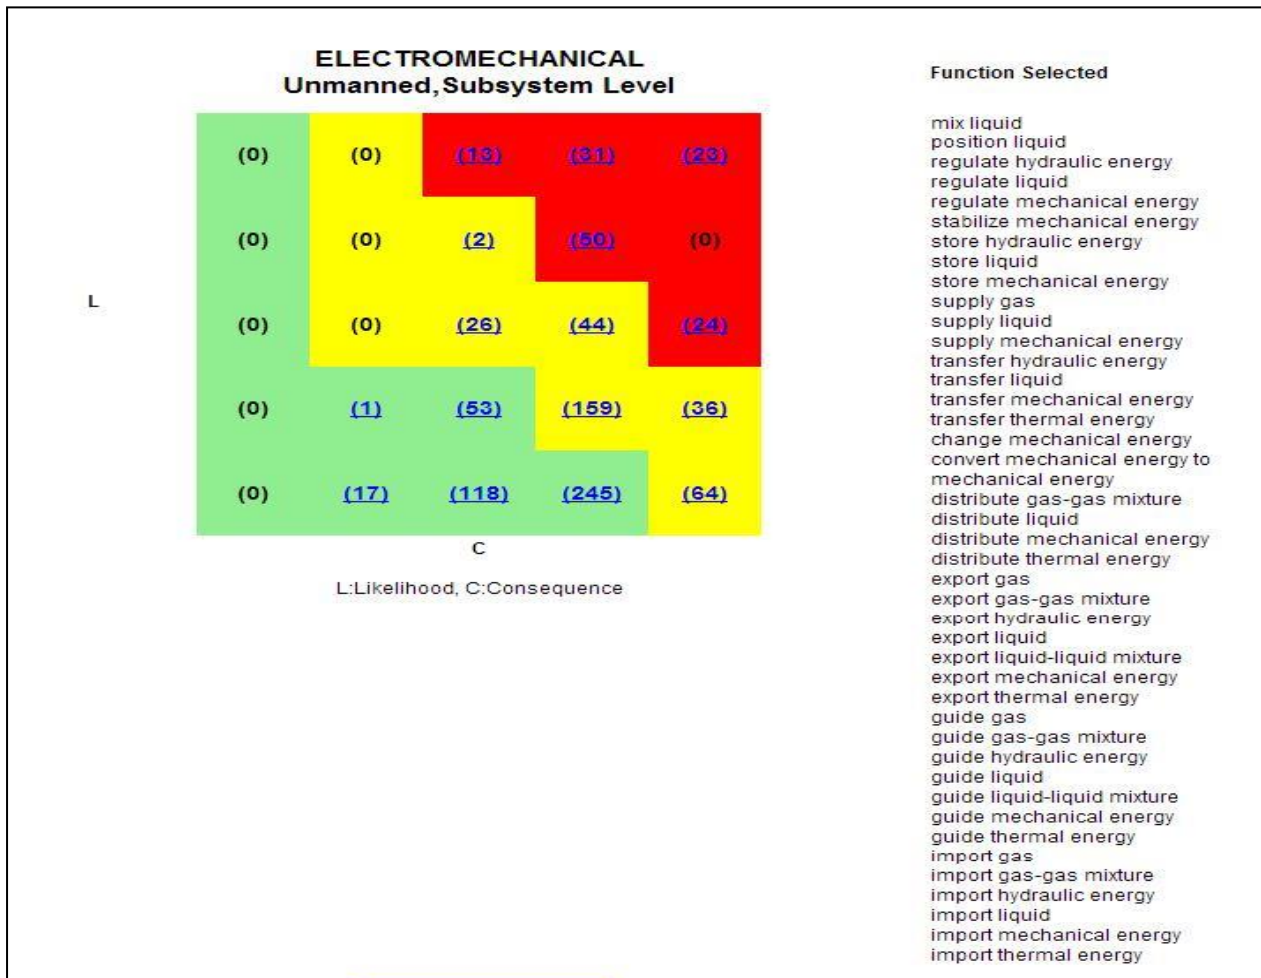 ELECTROMECHANICAL
Unmanned,Subsystem Level
(0) (0) (13) (31) (23)
(0) (0) (2) (50) (0)
L
(0) (0) (26) (44) (24)
(0) (1) (53) (159) (36)
(0) (17) (118) (245) (64)
C
L:Likelihood, C:Consequence
Function Selected
mix liquid
position liquid
regulate hydraulic energy
regulate liquid
regulate mechanical energy
stabilize mechanical energy
store hydraulic energy
store liquid
store mechanical energy
supply gas
supply liquid
supply mechanical energy
transfer hydraulic energy
transfer liquid
transfer mechanical energy
transfer thermal energy
change mechanical energy
convert mechanical energy to
mechanical energy
distribute gas-gas mixture
distribute liquid
distribute mechanical energy
distribute thermal energy
export gas
export gas-gas mixture
export hydraulic energy
export liquid
export liquid-liquid mixture
export mechanical energy
export thermal energy
guide gas
guide gas-gas mixture
guide hydraulic energy
guide liquid
guide liquid-liquid mixture
guide mechanical energy
guide thermal energy
import gas
import gas-gas mixture
import hydraulic energy
import liquid
import mechanical energy
import thermal energy